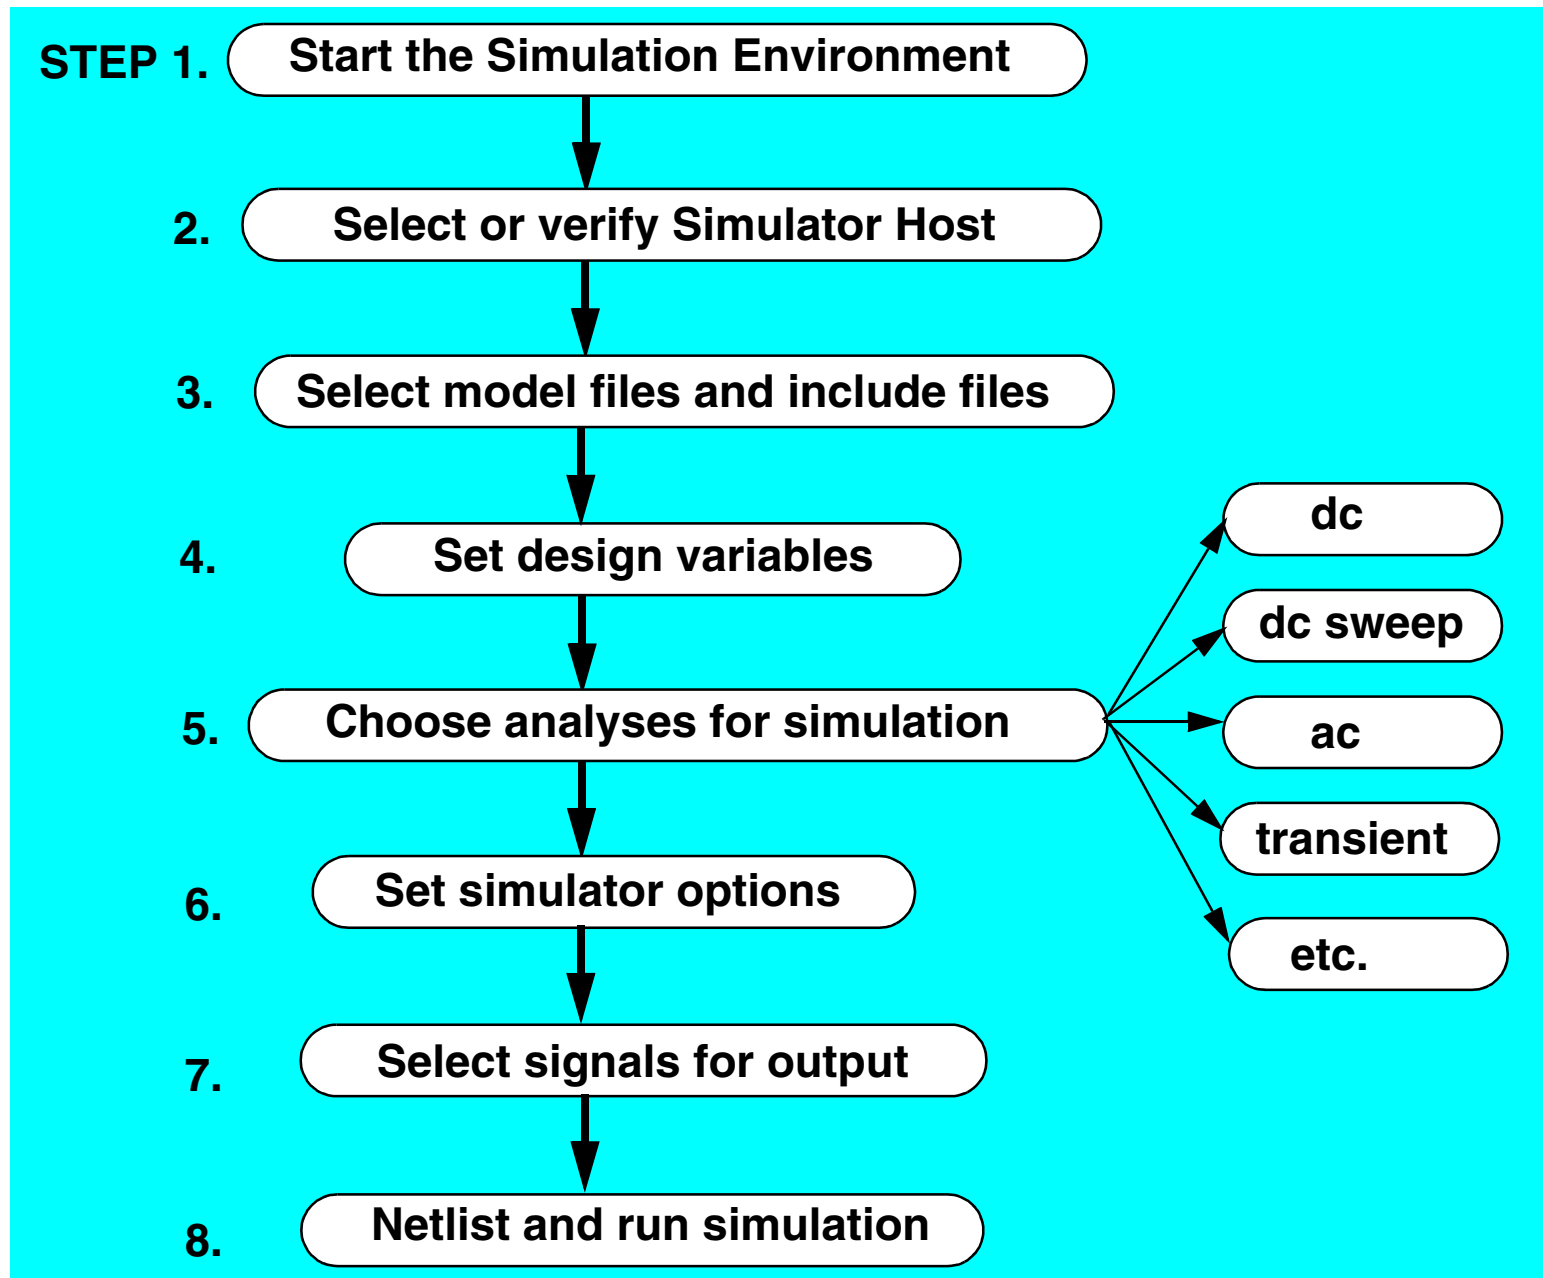 STEP 1. Start the Simulation Environment
2. Select or verify Simulator Host
3. Select model files and include files
4. Set design variables
5. Choose analyses for simulation
dc
dc sweep
ac
transient
etc.
6. Set simulator options
7. Select signals for output
8. Netlist and run simulation